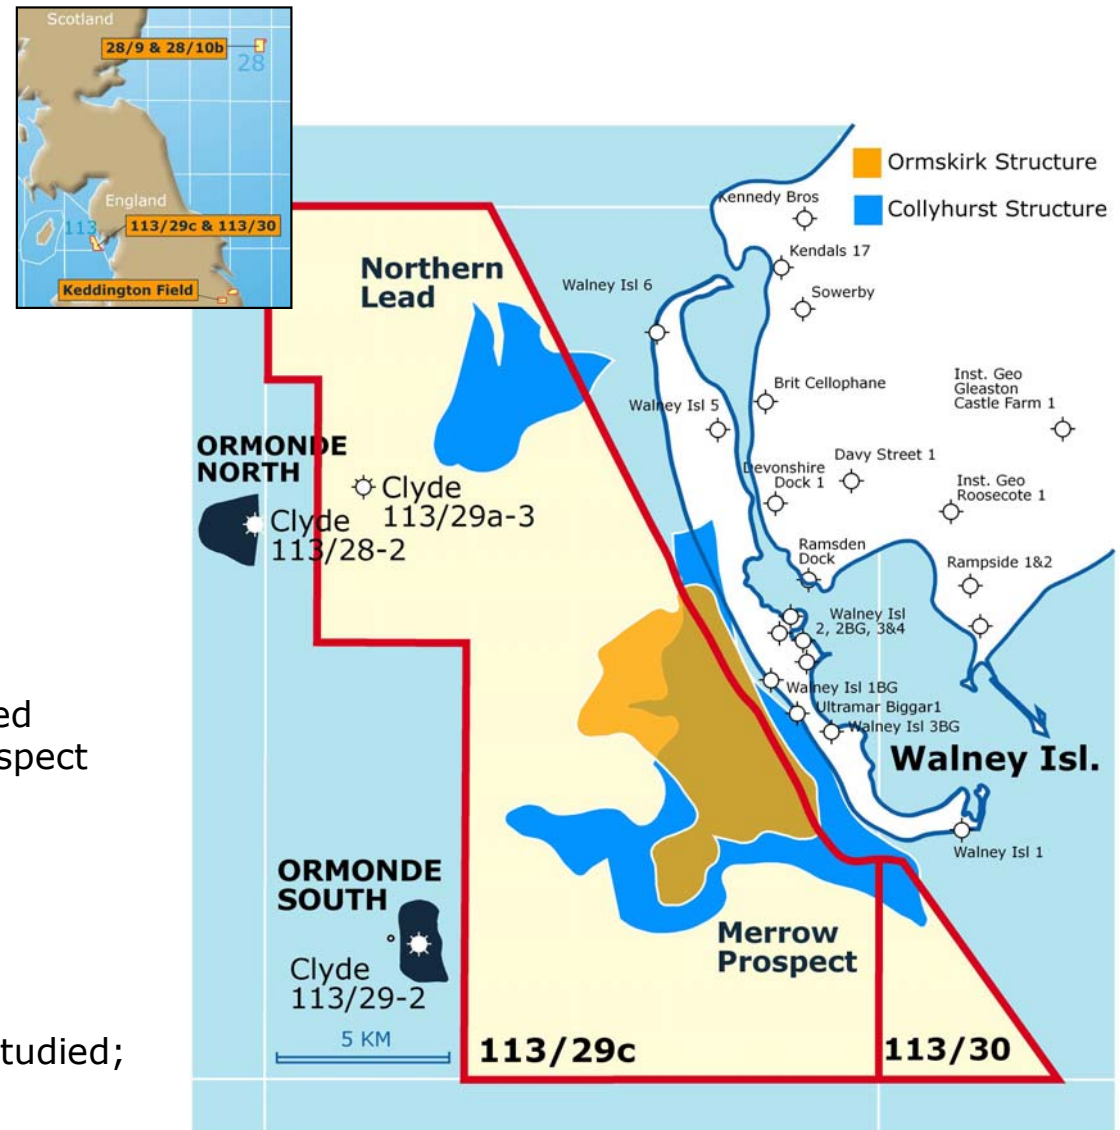 Scotland
28/9 & 28/10b
28
England
113
113/29c & 113/30
Keddington Field
Ormskirk Structure
Collyhurst Structure
Kennedy Bros
Kendals 17
Northern
Lead
Walney Isl 6
Sowerby
Brit Cellophane
Inst. Geo
Gleaston
Castle Farm 1
Walney Isl 5
ORMONDE
NORTH
Devonshire
Dock 1
Davy Street 1
Inst. Geo
Roosecote 1
Clyde
113/29a-3
Clyde
113/28-2
Ramsden
Dock
Rampside 1&2
Walney Isl
2, 2BG, 3&4
Walney Isl 1BG
Ultramar Biggar1
Walney Isl 3BG
ed
spect
Walney Isl.
Walney Isl 1
ORMONDE
SOUTH
Merrow
Prospect
Clyde
113/29-2
5 KM
113/29c
113/30
tudied;